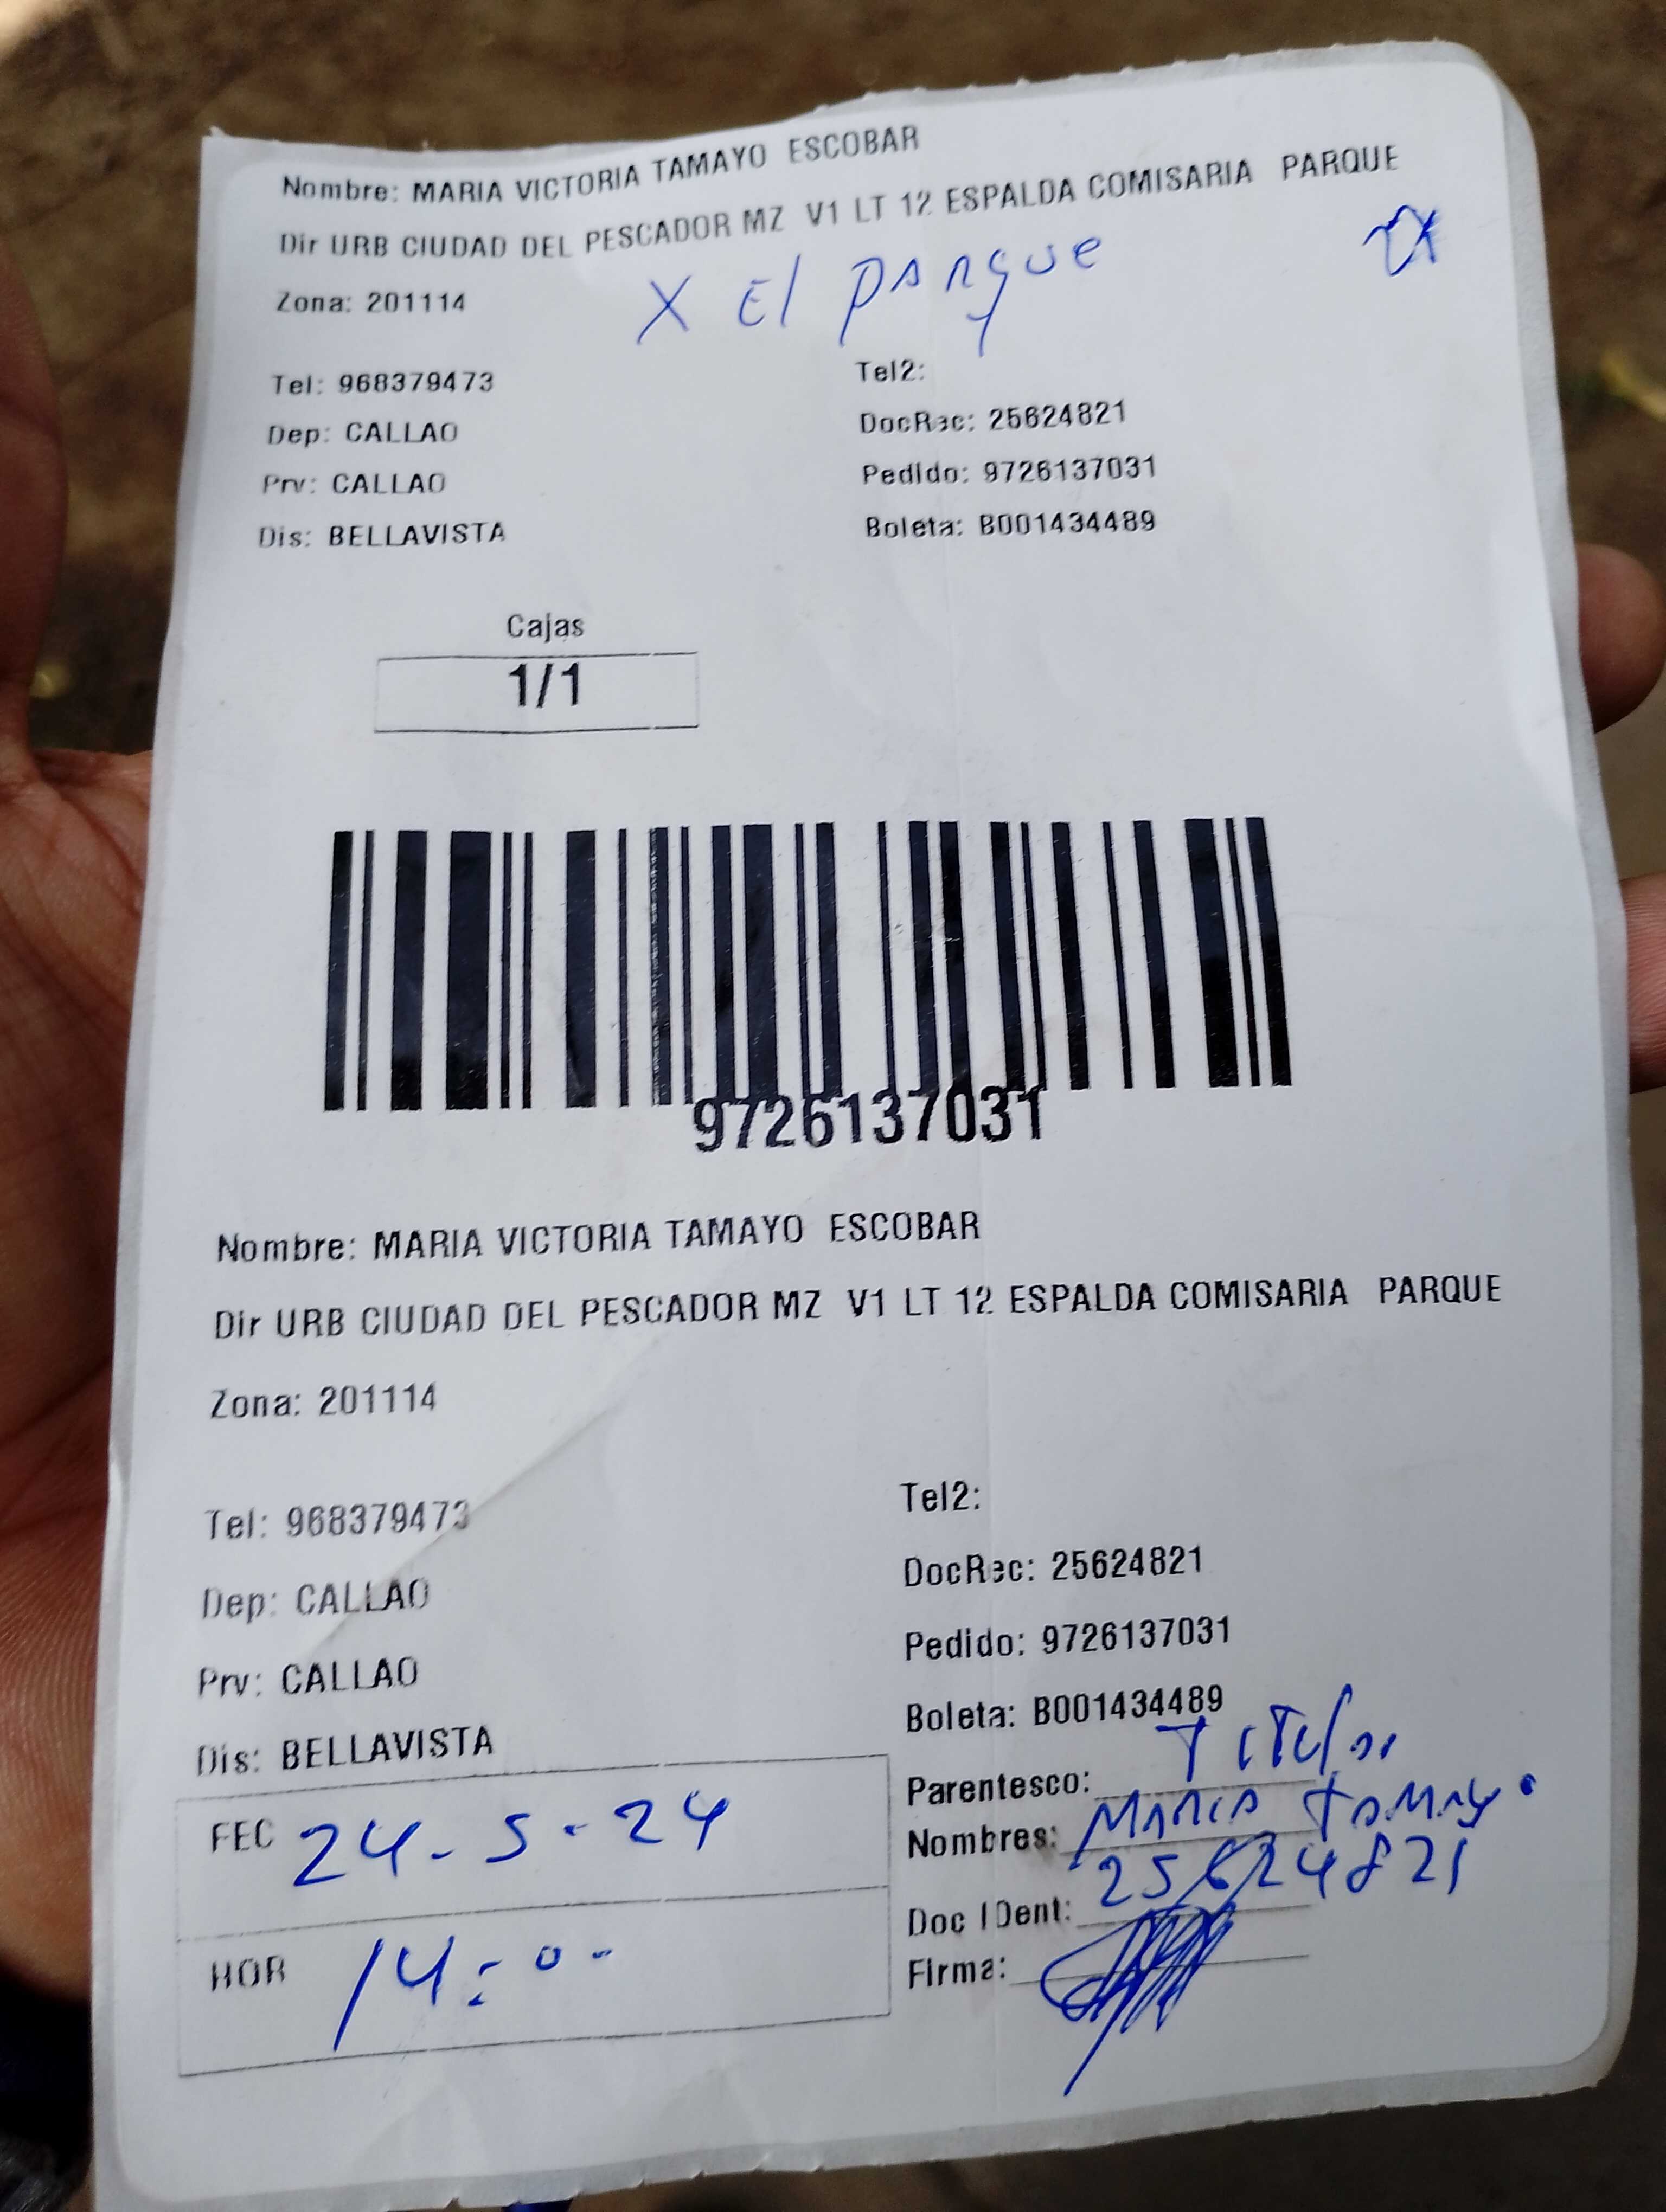 Nombre: MARIA VICTORIA TAMAYO ESCOBAR
Dir URB CIUDAD DEL PESCADOR MZ V1 LT 12 ESPALDA COMISARIA PARQUE
Zona: 201114
X El parque
Tel: 968379473
Tel2:
Dep: CALLAO
DocRec: 25624821
Prv: CALLAO
Pedido: 9726137031
Dis: BELLAVISTA
Boleta: B001434489
Cajas
1/1
9726137031
Nombre: MARIA VICTORIA TAMAYO ESCOBAR
Dir URB CIUDAD DEL PESCADOR MZ V1 LT 12 ESPALDA COMISARIA PARQUE
Zona: 201114
Tel: 968379473
Tel2:
Dep: CALLAO
DocRec: 25624821
Prv: CALLAO
Pedido: 9726137031
Dis: BELLAVISTA
Boleta: B001434489
FEC 24-5-24
HOR 14:00
Parentesco: Titular
Nombres: MARIA TAMAYO
Doc IDent: 25624821
Firma: